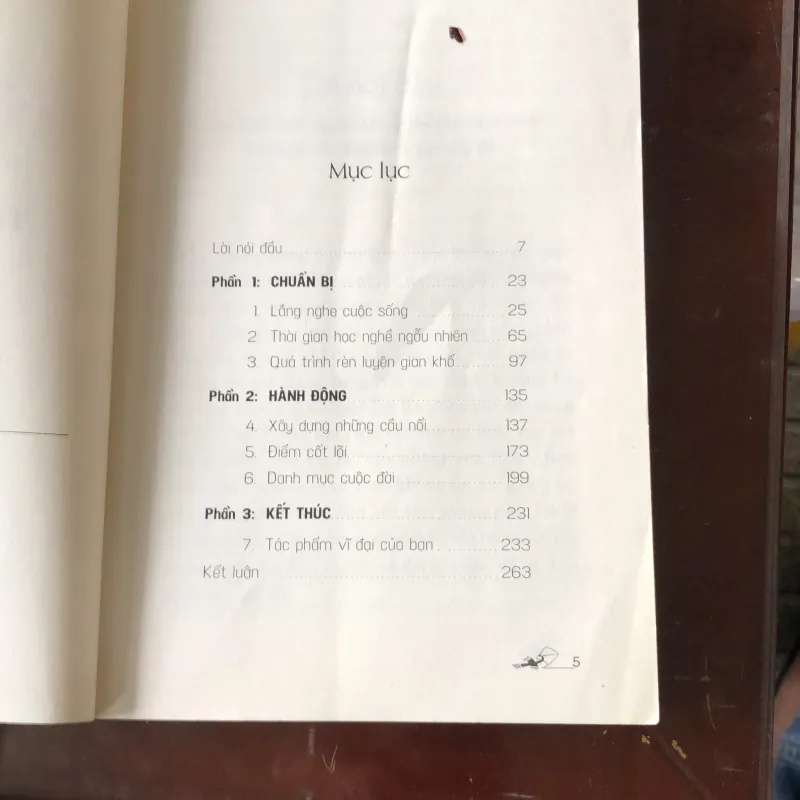 Mục lục
Lời nói đầu 7
Phần 1: CHUẨN BỊ 23
1. Lắng nghe cuộc sống 25
2. Thời gian học nghề ngẫu nhiên 65
3. Quá trình rèn luyện gian khổ 97
Phần 2: HÀNH ĐỘNG 135
4. Xây dựng những cầu nối 137
5. Điểm cốt lõi 173
6. Danh mục cuộc đời 199
Phần 3: KẾT THÚC 231
7. Tác phẩm vĩ đại của bạn 233
Kết luận 263
5